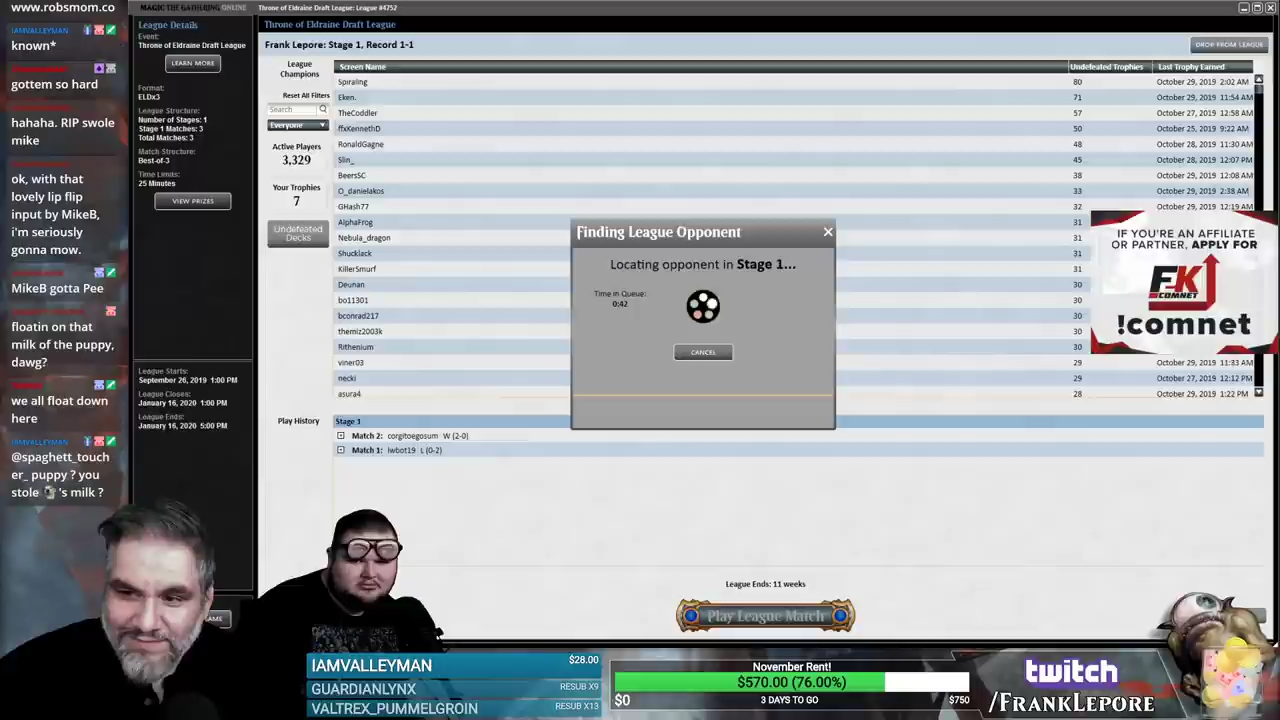 www.robsmom.co
IAMVALLEYMAN
known*
gottem so hard
hahaha. RIP swole
mike
ok, with that
lovely lip flip
input by MikeB,
i'm seriously
gonna mow.
MikeB gotta Pee
floatin on that
milk of the puppy,
dawg?
we all float down
here
IAMVALLEYMAN
@spaghett_touch
er_ puppy ? you
stole 's milk ?
MAGIC THE GATHERING ONLINE
Throne of Eldraine Draft League: League #4752
League Details
Event:
Throne of Eldraine Draft League
LEARN MORE
Format:
ELDx3
League Structure:
Number of Stages: 1
Stage 1 Matches: 3
Total Matches: 3
Match Structure:
Best-of-3
Time Limits:
25 Minutes
VIEW PRIZES
League Starts:
September 26, 2019 1:00 PM
League Closes:
January 16, 2020 1:00 PM
League Ends:
January 16, 2020 5:00 PM
Throne of Eldraine Draft League
Frank Lepore: Stage 1, Record 1-1
DROP FROM LEAGUE
League
Champions
Reset All Filters
Search
Everyone
Active Players
3,329
Your Trophies
7
Undefeated
Decks
Screen Name Undefeated Trophies Last Trophy Earned
Spiraling 80 October 29, 2019 2:02 AM
Eken. 71 October 29, 2019 11:54 AM
TheCoddler 57 October 27, 2019 12:58 AM
ffxKennethD 50 October 25, 2019 9:22 AM
RonaldGagne 48 October 28, 2019 11:30 AM
Slin_ 45 October 28, 2019 12:07 PM
BeersSC 38 October 29, 2019 12:08 AM
O_danielakos 33 October 29, 2019 2:38 AM
GHash77 32 October 29, 2019 12:19 AM
AlphaFrog 31
Nebula_dragon 31
Shucklack 31
KillerSmurf 31
Deunan 30
bo11301 30
bconrad217 30
themiz2003k 30
Rithenium 30
viner03 29 October 29, 2019 11:33 AM
necki 29 October 27, 2019 12:12 PM
asura4 28 October 29, 2019 1:22 PM
Finding League Opponent
Locating opponent in Stage 1...
Time in Queue:
0:42
CANCEL
IF YOU'RE AN AFFILIATE
OR PARTNER, APPLY FOR
FK
COMNET
!comnet
Play History
Stage 1
Match 2: corgitoegosum W (2-0)
Match 1: lwbot19 L (0-2)
League Ends: 11 weeks
Play League Match
AME
IAMVALLEYMAN $28.00
GUARDIANLYNX RESUB X9
VALTREX_PUMMELGROIN RESUB X13
November Rent!
$570.00 (76.00%)
$0 3 DAYS TO GO $750
twitch
/FRANKLEPORE